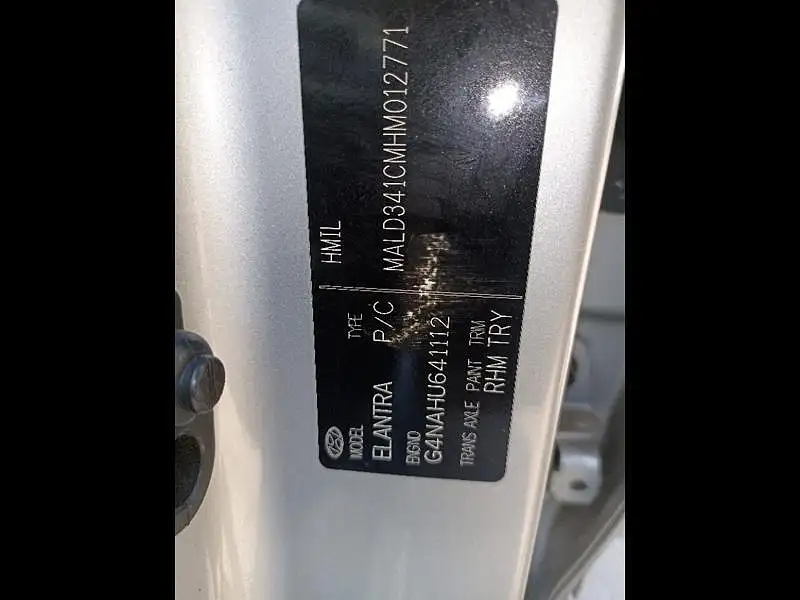 HMIL
MALD341CMHM012771
MODEL TYPE
ELANTRA P/C
ENGNO
G4NAHU641112
TRANS AXLE PAINT TRIM
RHM TRY